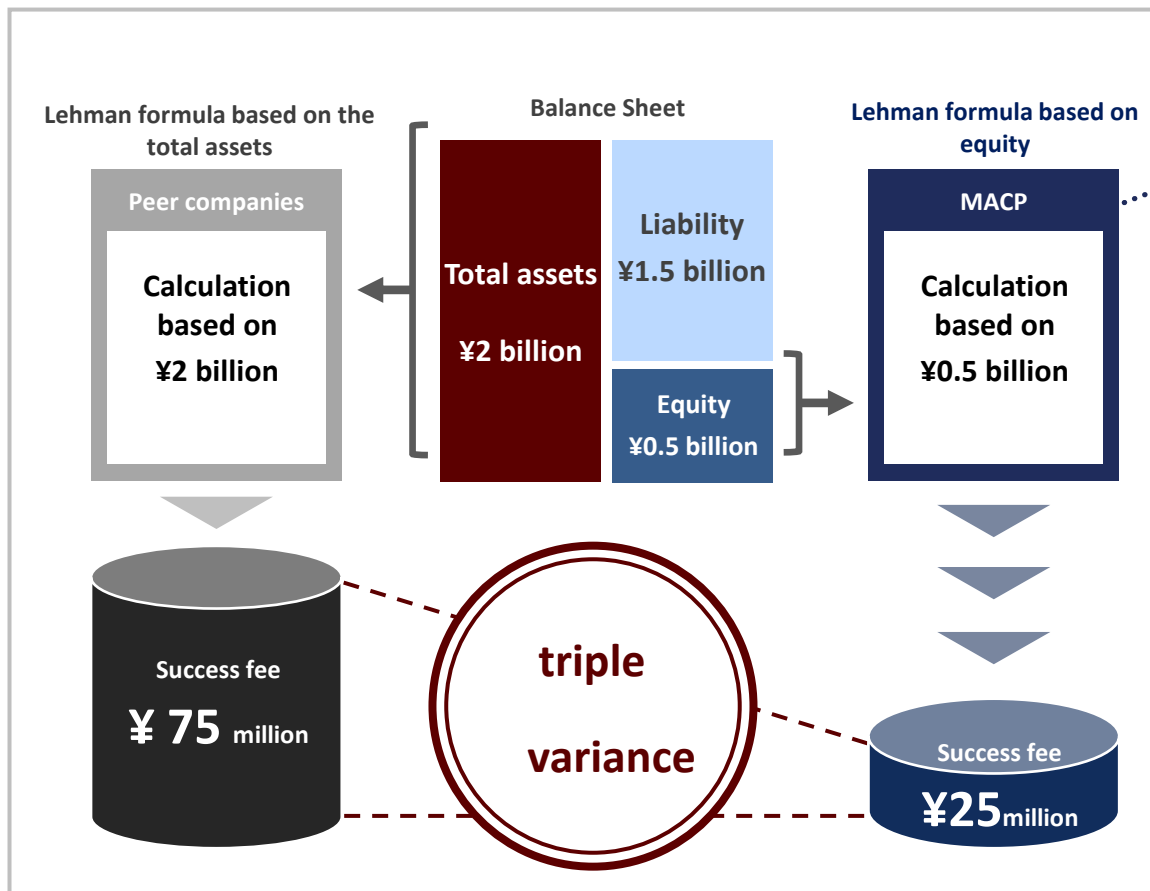 Lehman formula based on the
total assets
Peer companies
Calculation
based on
¥2 billion
Success fee
¥ 75 million
Balance Sheet
Total assets
¥2 billion
Liability
¥1.5 billion
Equity
¥0.5 billion
triple
variance
Lehman formula based on
equity
MACP
Calculation
based on
¥0.5 billion
Success fee
¥25 million